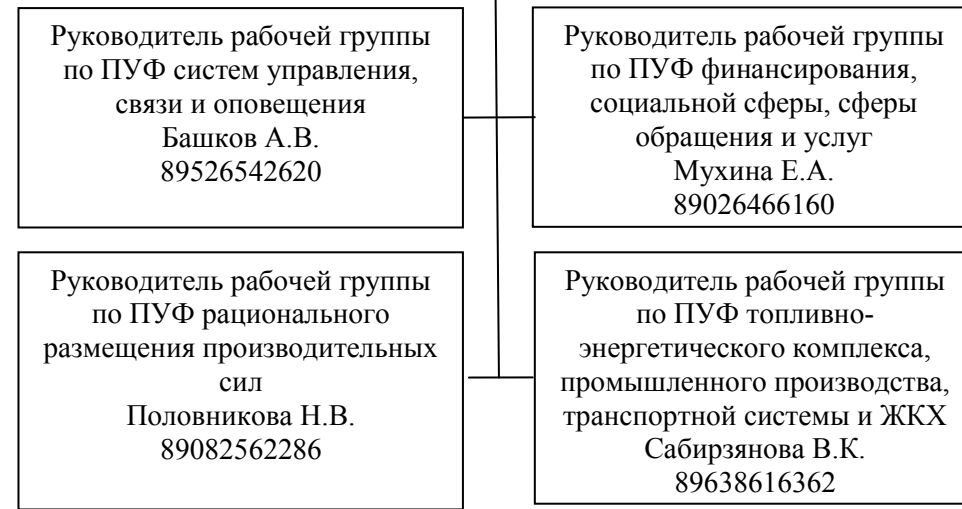 Руководитель рабочей группы
по ПУФ систем управления,
связи и оповещения
Башков А.В.
89526542620
Руководитель рабочей группы
по ПУФ финансирования,
социальной сферы, сферы
обращения и услуг
Мухина Е.А.
89026466160
Руководитель рабочей группы
по ПУФ рационального
размещения производительных
сил
Половникова Н.В.
89082562286
Руководитель рабочей группы
по ПУФ топливно-
энергетического комплекса,
промышленного производства,
транспортной системы и ЖКХ
Сабирзянова В.К.
89638616362